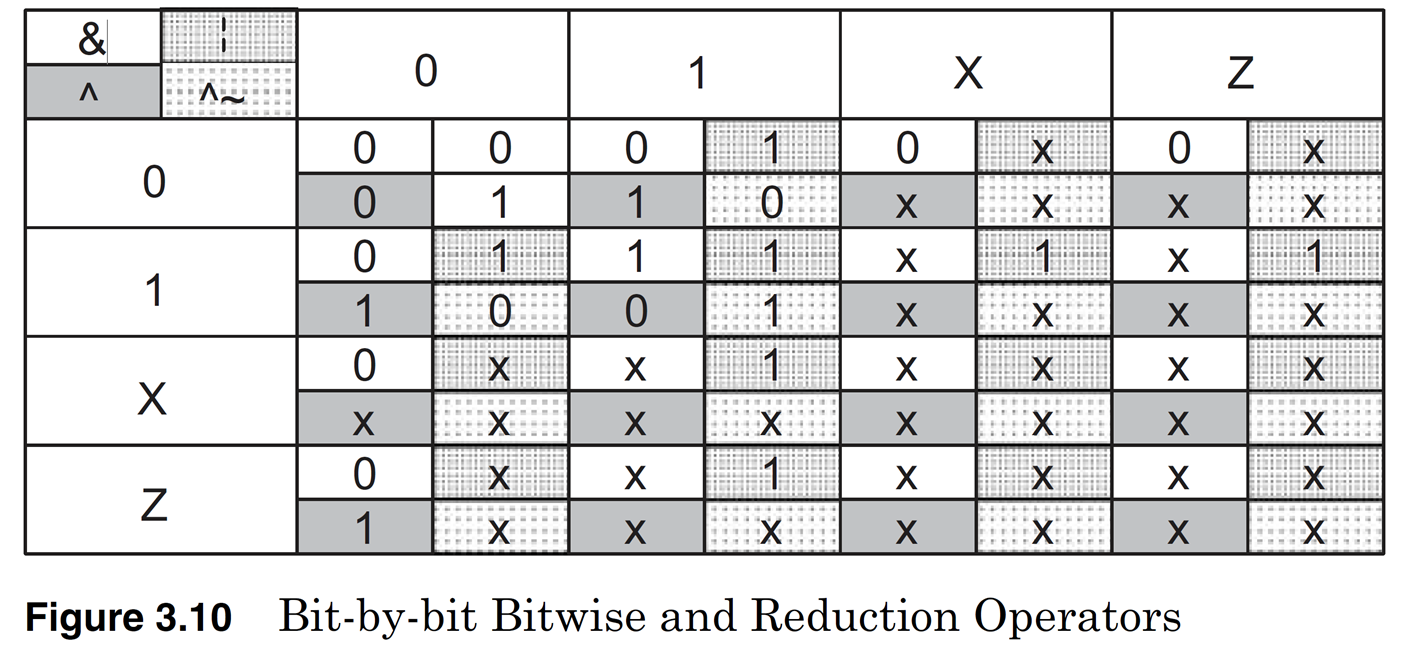 & ¦ 0 1 X Z
^ ^~
0 0 0 0 1 0 x 0 x
0 1 1 0 x x x x
1 0 1 1 1 x 1 x 1
1 0 0 1 x x x x
X 0 x x 1 x x x x
x x x x x x x x
Z 0 x x 1 x x x x
1 x x x x x x x
Figure 3.10 Bit-by-bit Bitwise and Reduction Operators